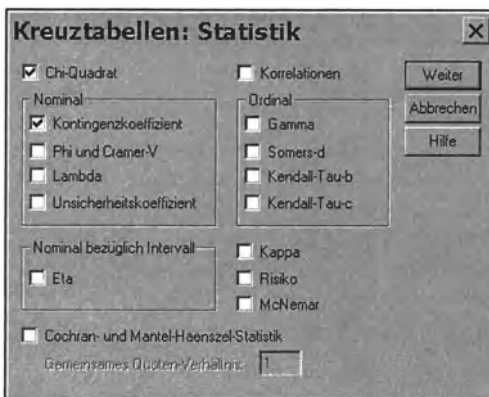 Kreuztabellen: Statistik
Chi-Quadrat
Korrelationen
Weiter
Abbrechen
Hilfe
Nominal
Kontingenzkoeffizient
Phi und Cramer-V
Lambda
Unsicherheitskoeffizient
Ordinal
Gamma
Somers-d
Kendall-Tau-b
Kendall-Tau-c
Nominal bezüglich Intervall
Eta
Kappa
Risiko
McNemar
Cochran- und Mantel-Haenszel-Statistik
Gemeinsames Quoten-Verhältnis:
1